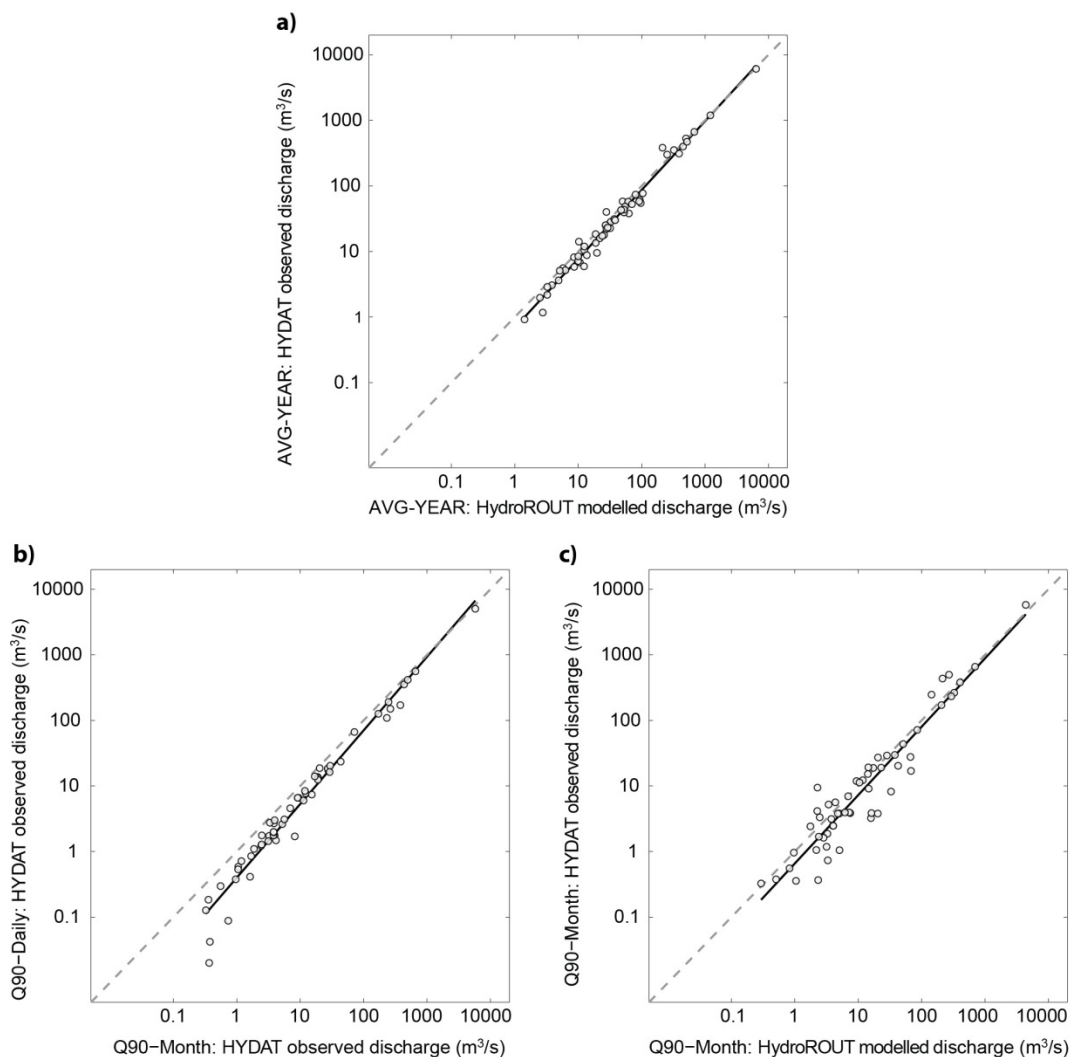 a)
AVG-YEAR: HYDAT observed discharge (m³/s)
10000
1000
100
10
1
0.1
0.1 1 10 100 1000 10000
AVG-YEAR: HydroROUT modelled discharge (m³/s)
b)
Q90−Daily: HYDAT observed discharge (m³/s)
10000
1000
100
10
1
0.1
0.1 1 10 100 1000 10000
Q90−Month: HYDAT observed discharge (m³/s)
c)
Q90−Month: HYDAT observed discharge (m³/s)
10000
1000
100
10
1
0.1
0.1 1 10 100 1000 10000
Q90−Month: HydroROUT modelled discharge (m³/s)